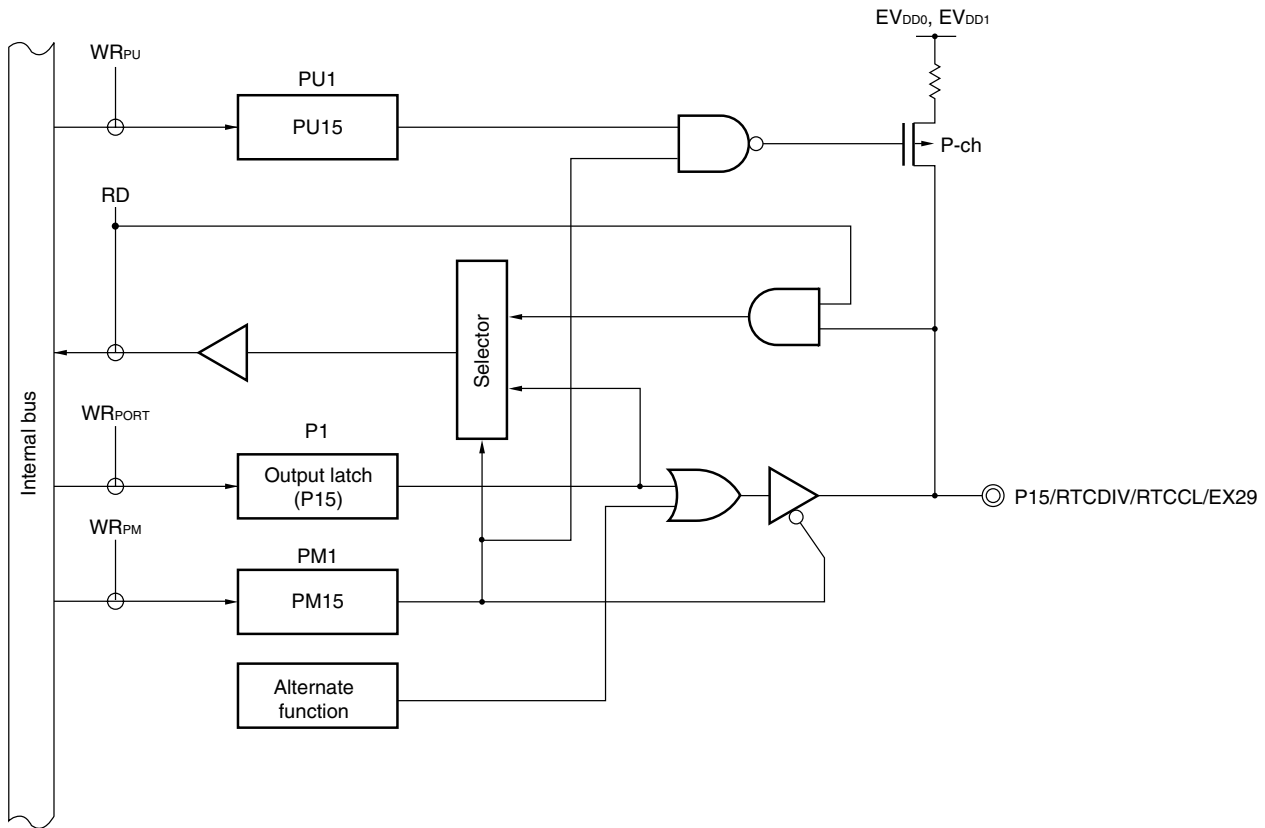 EVDD0, EVDD1
WRPU
PU1
PU15
P-ch
RD
Selector
Internal bus
WRPORT
P1
Output latch
(P15)
P15/RTCDIV/RTCCL/EX29
WRPM
PM1
PM15
Alternate
function